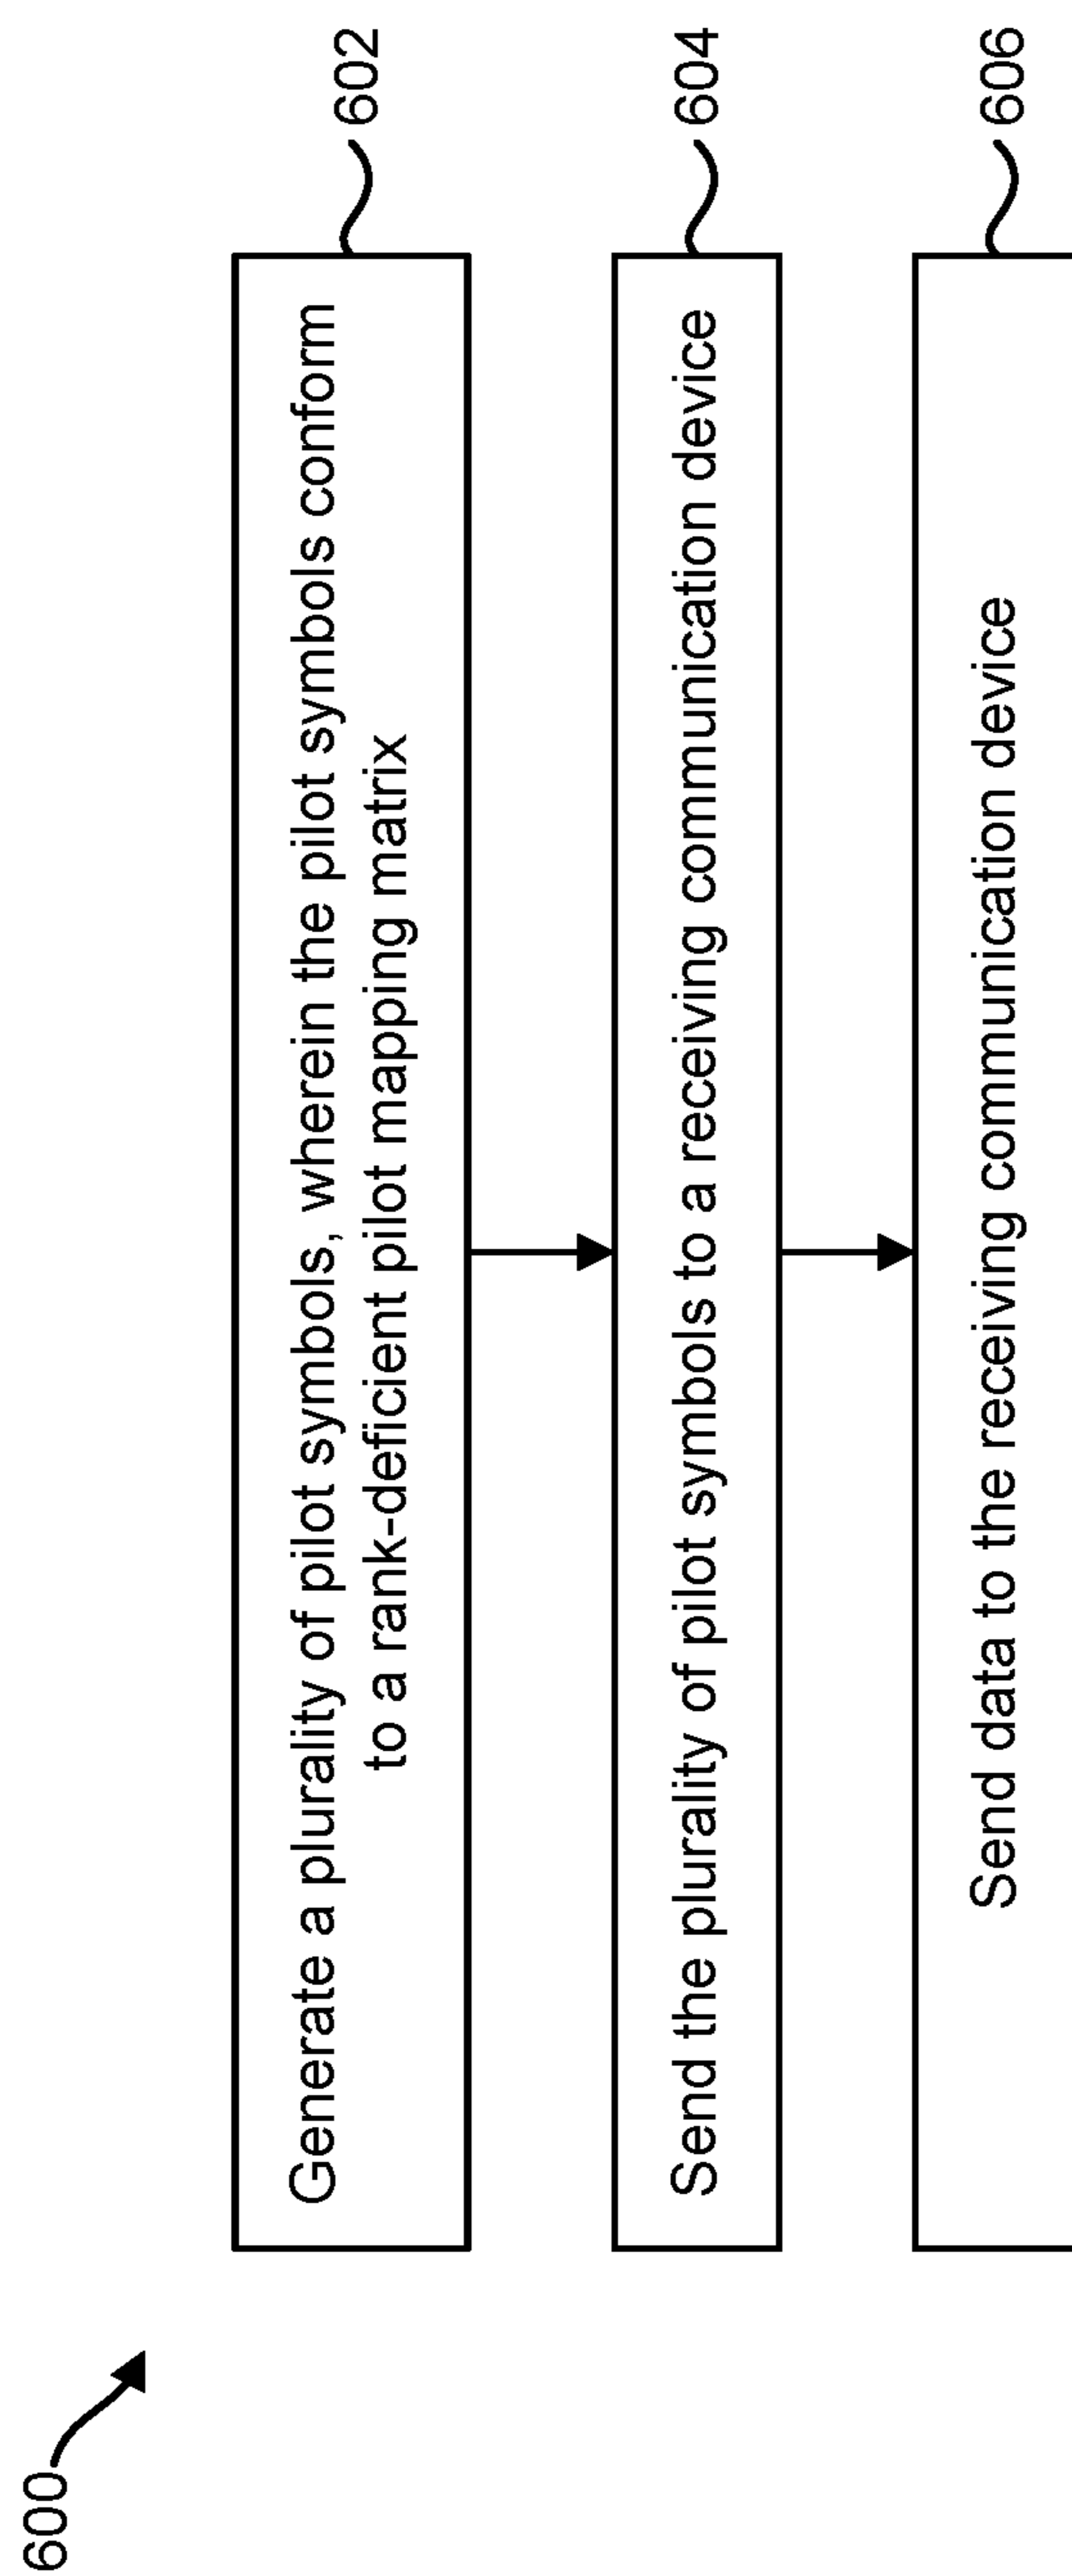 600
Generate a plurality of pilot symbols, wherein the pilot symbols conform
to a rank-deficient pilot mapping matrix
602
Send the plurality of pilot symbols to a receiving communication device
604
Send data to the receiving communication device
606